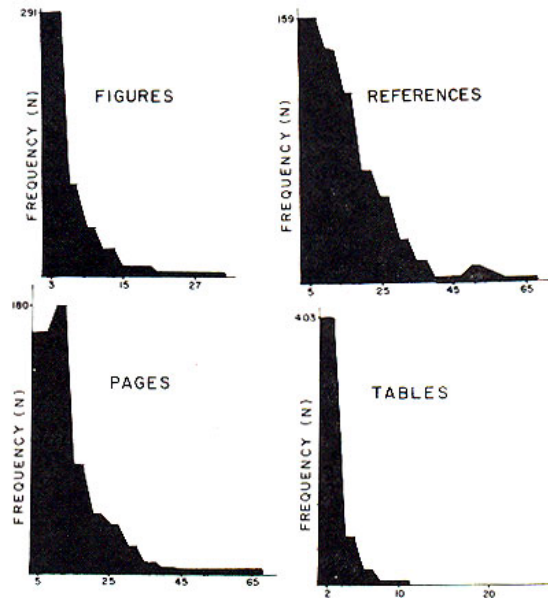 291
FIGURES
FREQUENCY (N)
3 15 27
159
REFERENCES
FREQUENCY (N)
5 25 45 65
180
PAGES
FREQUENCY (N)
5 25 45 65
403
TABLES
FREQUENCY (N)
2 10 20